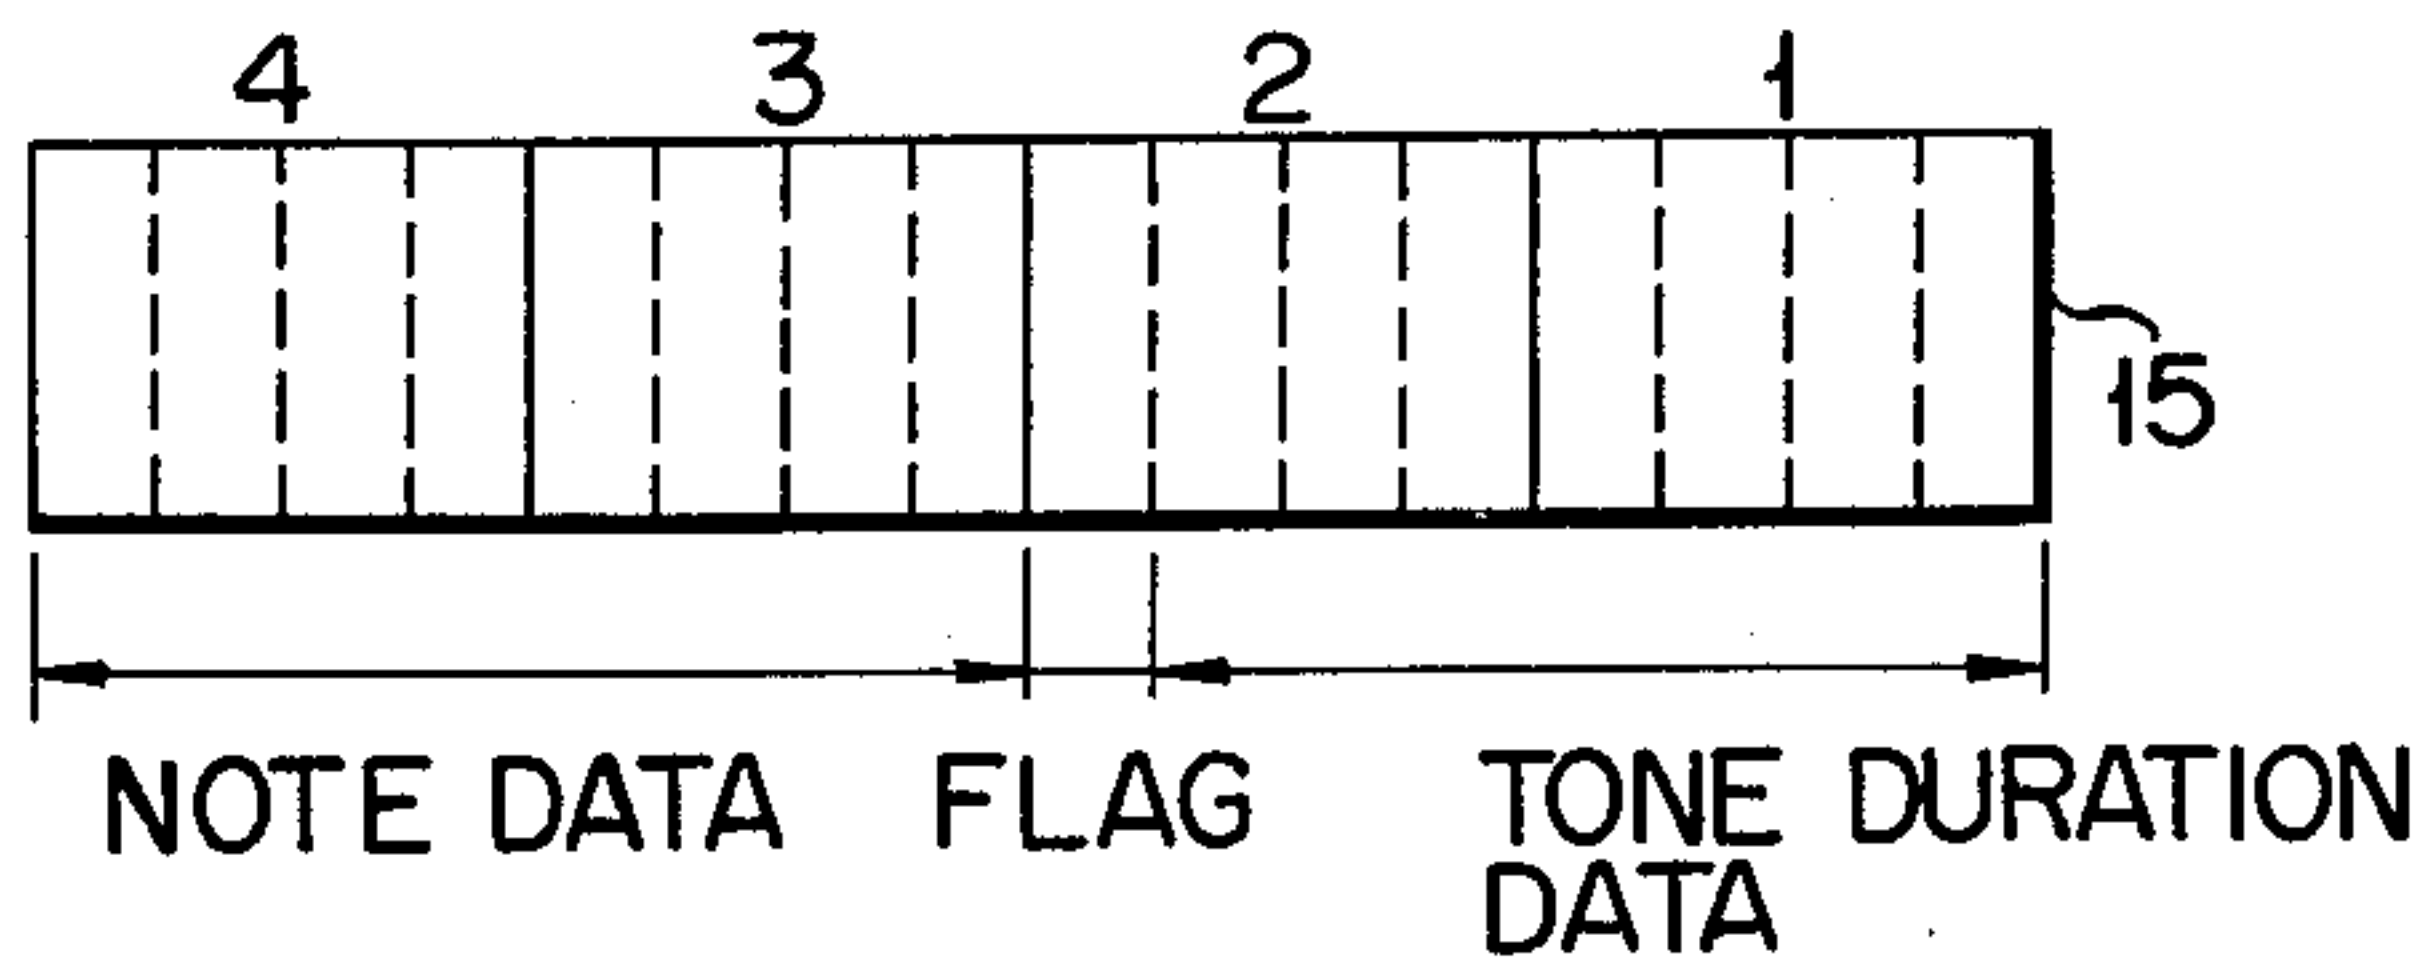 4 3 2 1
15
NOTE DATA FLAG TONE DURATION
DATA